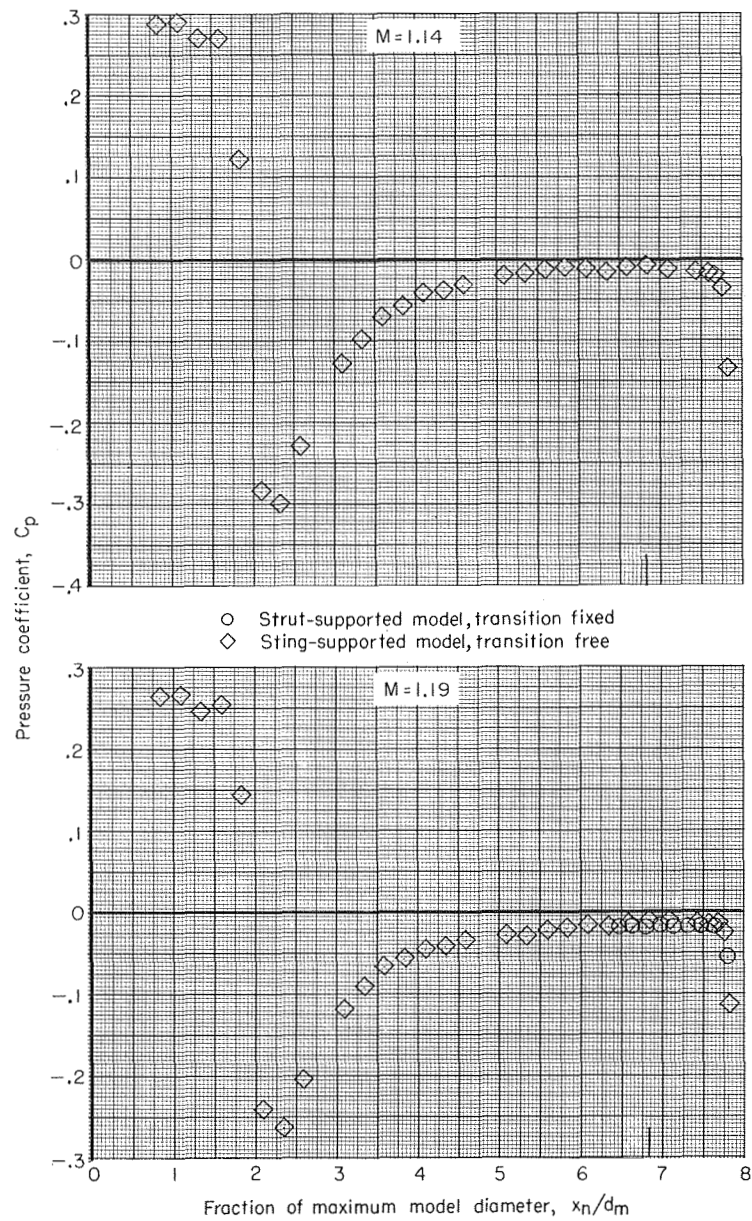 .3
M=1.14
.2
.1
0
-.1
-.2
-.3
-.4
Pressure coefficient, Cp
○ Strut-supported model, transition fixed
◇ Sting-supported model, transition free
.3
M=1.19
.2
.1
0
-.1
-.2
-.3
0 1 2 3 4 5 6 7 8
Fraction of maximum model diameter, xn/dm